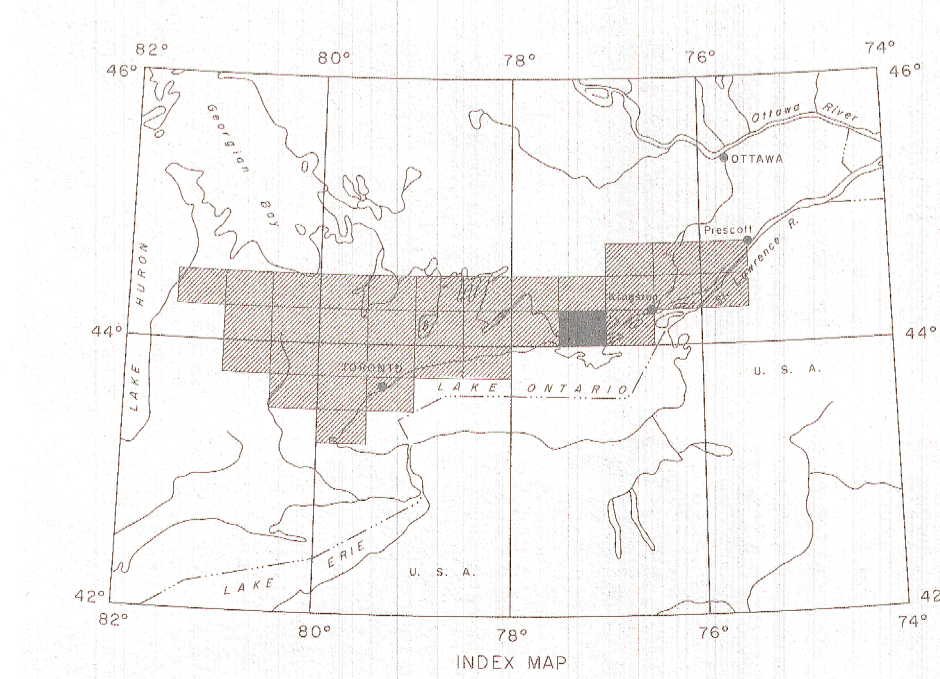 82° 80° 78° 76° 74°
46° 46°
Georgian Bay
Ottawa River
OTTAWA
Prescott
St. Lawrence R.
LAKE HURON
Kingston
44° 44°
TORONTO
LAKE ONTARIO
U. S. A.
LAKE ERIE
U. S. A.
42° 42
82° 80° 78° 76° 74°
INDEX MAP